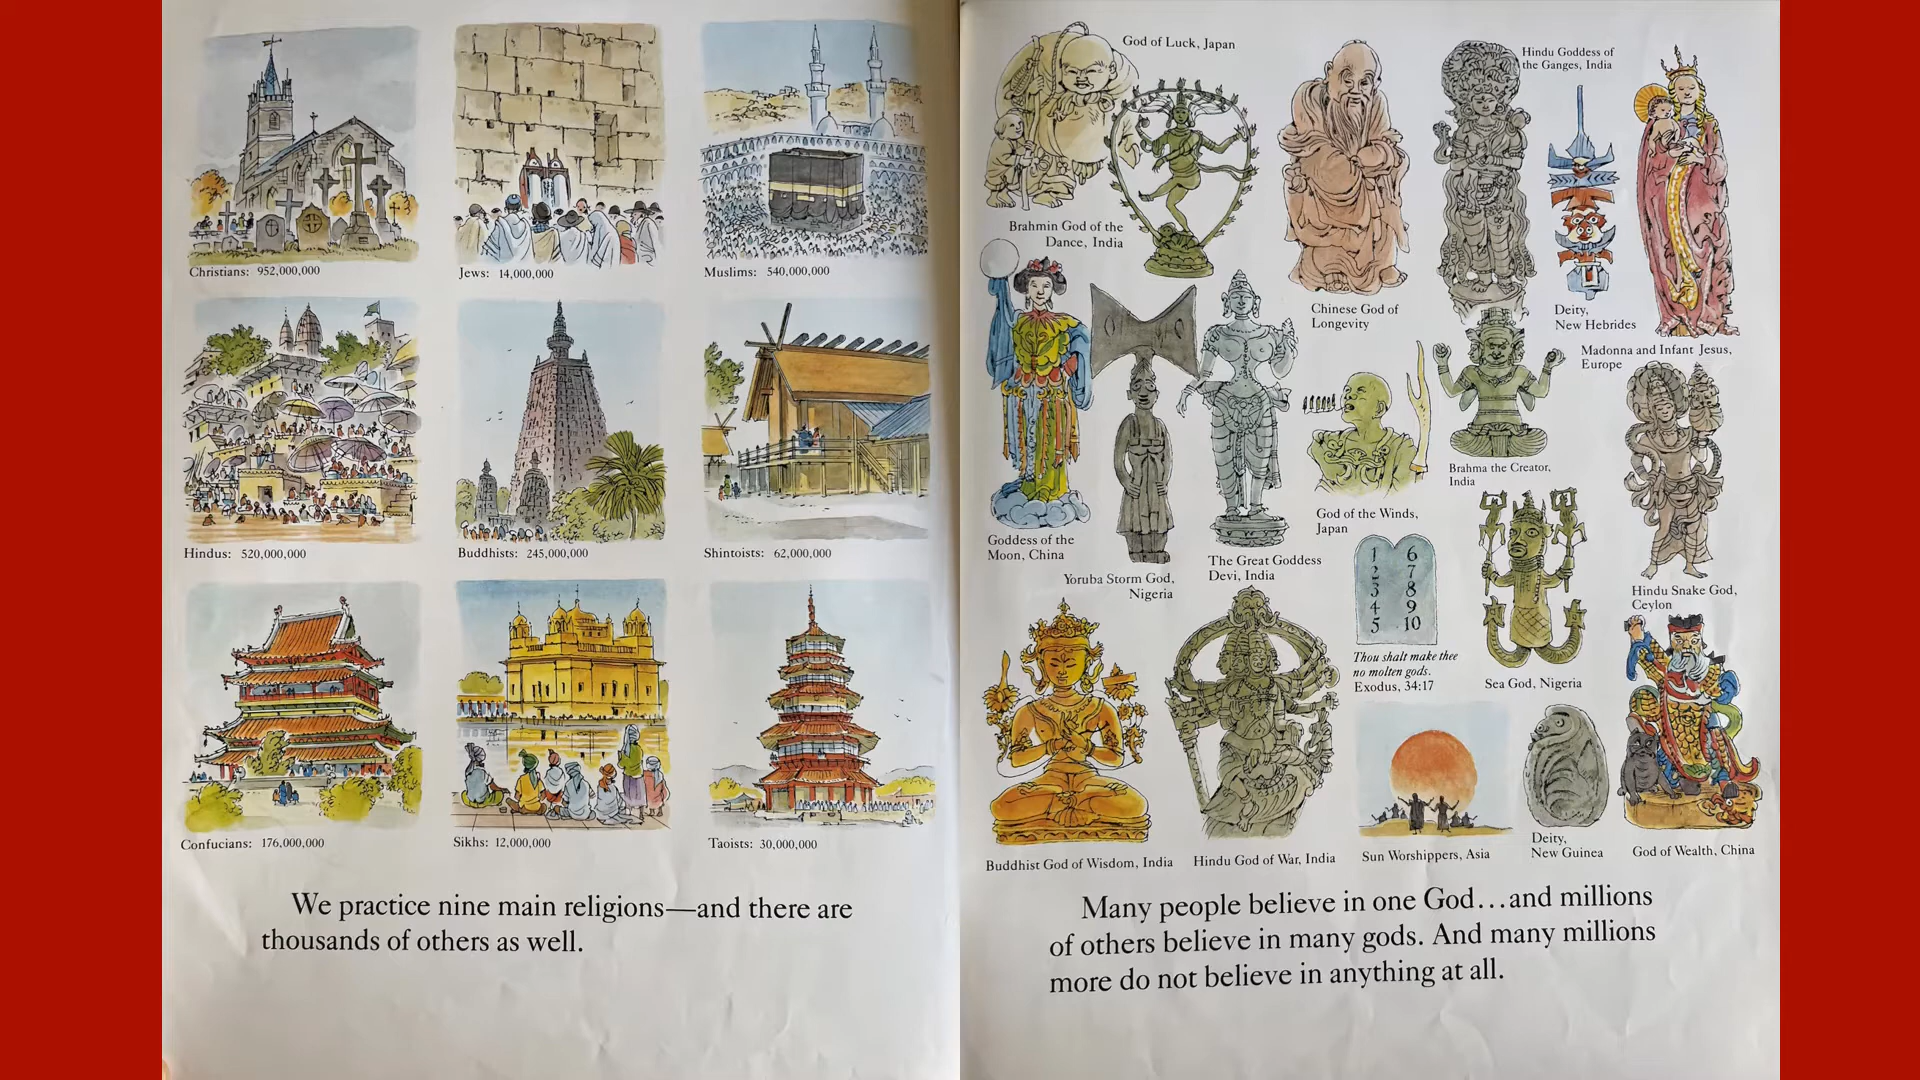 Christians: 952,000,000
Jews: 14,000,000
Muslims: 540,000,000
Hindus: 520,000,000
Buddhists: 245,000,000
Shintoists: 62,000,000
Confucians: 176,000,000
Sikhs: 12,000,000
Taoists: 30,000,000
We practice nine main religions—and there are
thousands of others as well.
God of Luck, Japan
Brahmin God of the
Dance, India
Chinese God of
Longevity
Hindu Goddess of
the Ganges, India
Deity,
New Hebrides
Madonna and Infant Jesus,
Europe
Goddess of the
Moon, China
Yoruba Storm God,
Nigeria
The Great Goddess
Devi, India
God of the Winds,
Japan
Brahma the Creator,
India
Hindu Snake God,
Ceylon
1 6
2 7
3 8
4 9
5 10
Thou shalt make thee
no molten gods.
Exodus, 34:17
Sea God, Nigeria
Buddhist God of Wisdom, India
Hindu God of War, India
Sun Worshippers, Asia
Deity,
New Guinea
God of Wealth, China
Many people believe in one God...and millions
of others believe in many gods. And many millions
more do not believe in anything at all.